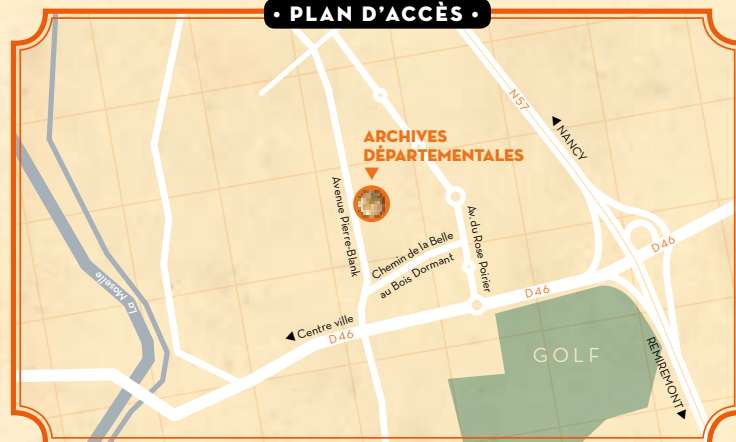 • PLAN D'ACCÈS •
N57
NANCY
ARCHIVES
DÉPARTEMENTALES
Avenue Pierre-Blank
Av. du Rose Poirier
Chemin de la Belle
au Bois Dormant
D46
La Moselle
D46
Centre ville
D46
GOLF
REMIREMONT